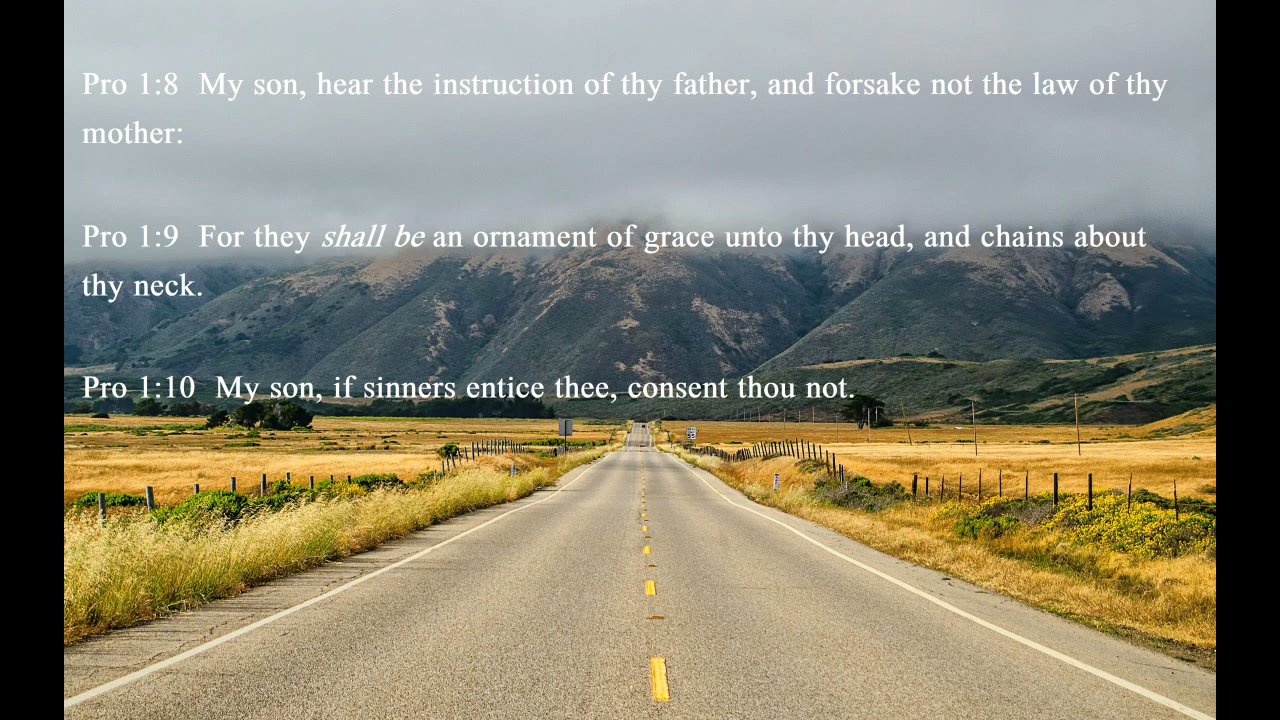 Pro 1:8  My son, hear the instruction of thy father, and forsake not the law of thy
mother:
Pro 1:9  For they shall be an ornament of grace unto thy head, and chains about
thy neck.
Pro 1:10  My son, if sinners entice thee, consent thou not.